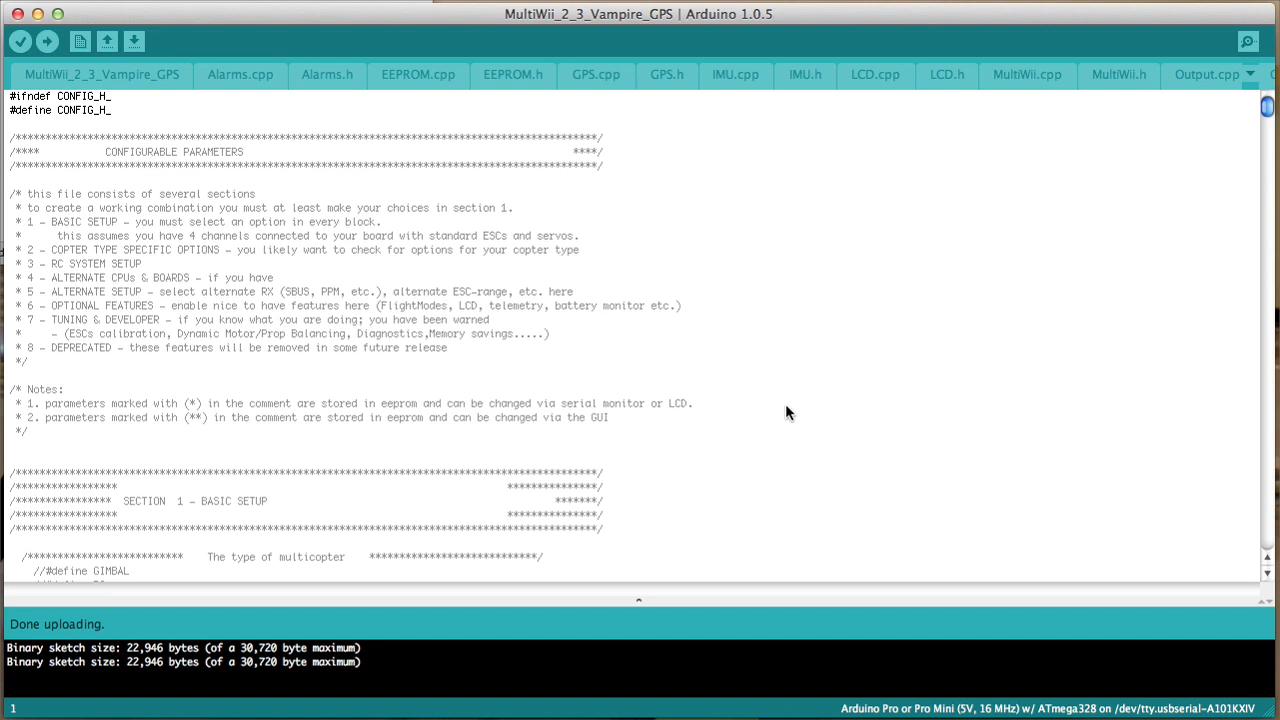 MultiWii_2_3_Vampire_GPS | Arduino 1.0.5
MultiWii_2_3_Vampire_GPS Alarms.cpp Alarms.h EEPROM.cpp EEPROM.h GPS.cpp GPS.h IMU.cpp IMU.h LCD.cpp LCD.h MultiWii.cpp MultiWii.h Output.cpp
#ifndef CONFIG_H_
#define CONFIG_H_
/*************************************************************************************************/
/**** CONFIGURABLE PARAMETERS ****/
/*************************************************************************************************/
/* this file consists of several sections
* to create a working combination you must at least make your choices in section 1.
* 1 - BASIC SETUP - you must select an option in every block.
* this assumes you have 4 channels connected to your board with standard ESCs and servos.
* 2 - COPTER TYPE SPECIFIC OPTIONS - you likely want to check for options for your copter type
* 3 - RC SYSTEM SETUP
* 4 - ALTERNATE CPUs & BOARDS - if you have
* 5 - ALTERNATE SETUP - select alternate RX (SBUS, PPM, etc.), alternate ESC-range, etc. here
* 6 - OPTIONAL FEATURES - enable nice to have features here (FlightModes, LCD, telemetry, battery monitor etc.)
* 7 - TUNING & DEVELOPER - if you know what you are doing; you have been warned
* - (ESCs calibration, Dynamic Motor/Prop Balancing, Diagnostics,Memory savings.....)
* 8 - DEPRECATED - these features will be removed in some future release
*/
/* Notes:
* 1. parameters marked with (*) in the comment are stored in eeprom and can be changed via serial monitor or LCD.
* 2. parameters marked with (**) in the comment are stored in eeprom and can be changed via the GUI
*/
/*************************************************************************************************/
/***************** ***************/
/**************** SECTION 1 - BASIC SETUP *******/
/***************** ***************/
/*************************************************************************************************/
/************************** The type of multicopter ****************************/
//#define GIMBAL
Done uploading.
Binary sketch size: 22,946 bytes (of a 30,720 byte maximum)
Binary sketch size: 22,946 bytes (of a 30,720 byte maximum)
1 Arduino Pro or Pro Mini (5V, 16 MHz) w/ ATmega328 on /dev/tty.usbserial-A101KXIV